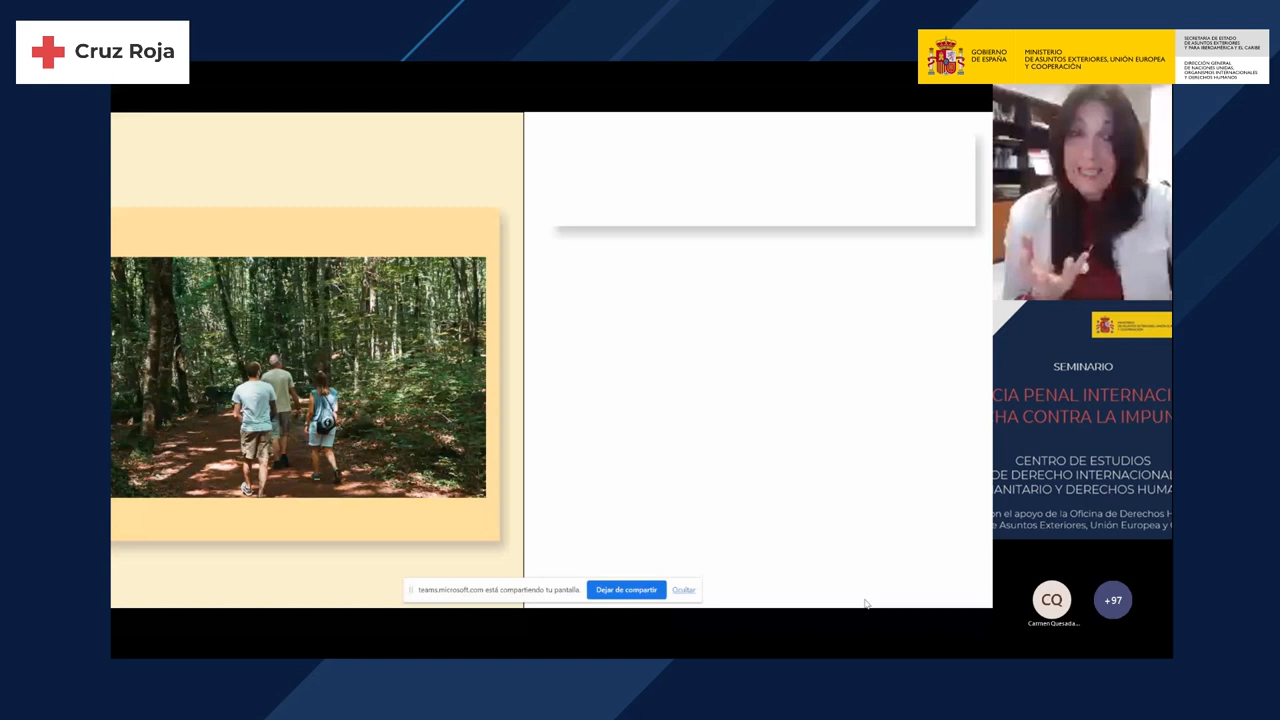 Cruz Roja
GOBIERNO
DE ESPAÑA
MINISTERIO
DE ASUNTOS EXTERIORES, UNIÓN EUROPEA
Y COOPERACIÓN
SECRETARÍA DE ESTADO
DE ASUNTOS EXTERIORES
Y PARA IBEROAMÉRICA Y EL CARIBE
DIRECCIÓN GENERAL
DE NACIONES UNIDAS,
ORGANISMOS INTERNACIONALES
Y DERECHOS HUMANOS
SEMINARIO
CIA PENAL INTERNACI
HA CONTRA LA IMPUN
CENTRO DE ESTUDIOS
DE DERECHO INTERNACIONAL
ANITARIO Y DERECHOS HUMA
on el apoyo de la Oficina de Derechos H
e Asuntos Exteriores, Unión Europea y
teams.microsoft.com está compartiendo tu pantalla.
Dejar de compartir
Ocultar
CQ
+97
Carmen Quesada...